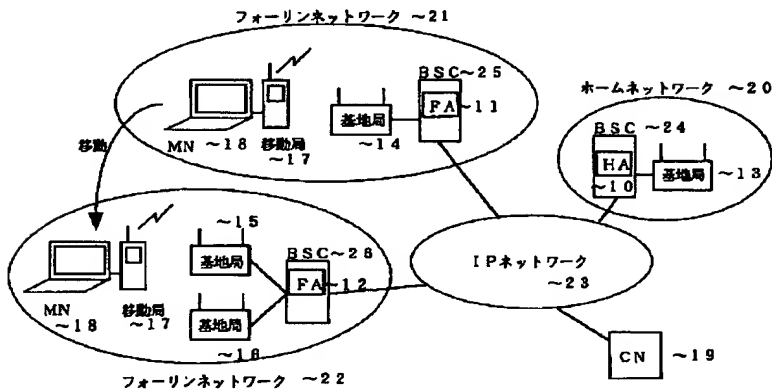 フォーリンネットワーク ~21
BSC~25
FA ~11
基地局
~14
MN ~18 移動局
~17
移動
ホームネットワーク ~20
BSC ~24
HA
~10
基地局 ~13
~15
基地局
BSC~26
FA ~12
基地局
~16
MN
~18
移動局
~17
フォーリンネットワーク ~22
IPネットワーク
~23
CN ~19